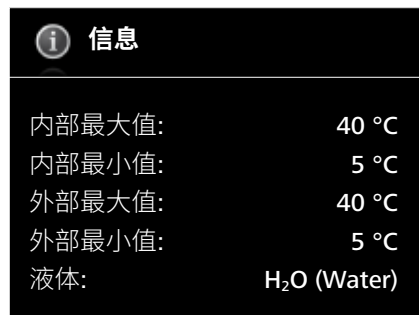 信息
内部最大值: 40 °C
内部最小值: 5 °C
外部最大值: 40 °C
外部最小值: 5 °C
液体: H₂O (Water)